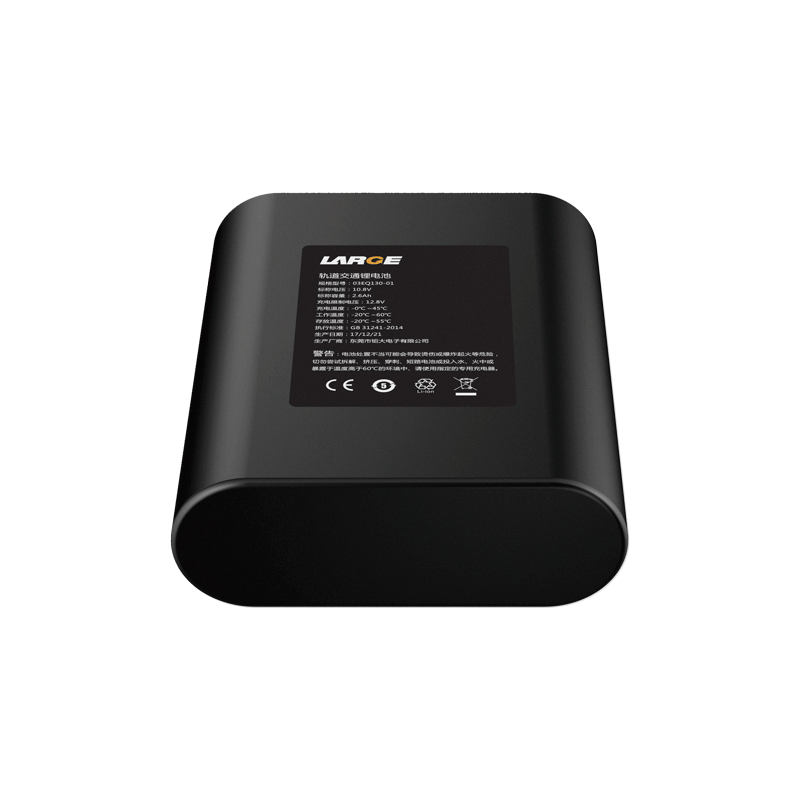 LARGE
轨道交通锂电池
规格型号：03EQ130-01
标称电压：10.8V
标称容量：2.6Ah
充电限制电压：12.8V
充电温度：-0℃~45℃
工作温度：-20℃~60℃
存放温度：-20℃~55℃
执行标准：GB 31241-2014
生产日期：17/12/21
生产厂商：东莞市钜大电子有限公司
警告：电池处置不当可能会导致烫伤或爆炸起火等危险，
切勿尝试拆解、挤压、穿刺、短路电池或投入水、火中或
暴露于温度高于60℃的环境中，请使用指定的专用充电器。
CE 5 Li-ion